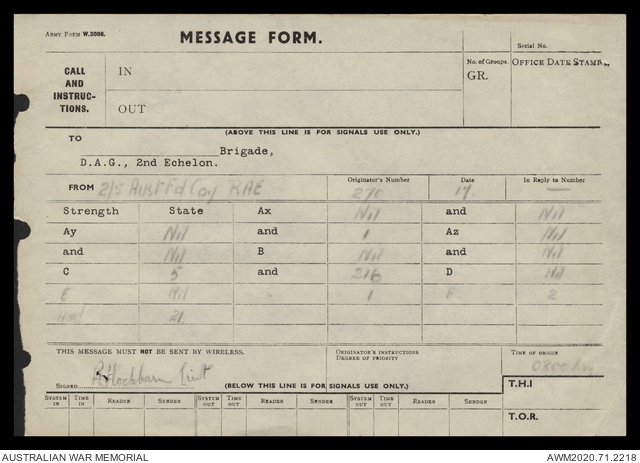 ARMY FORM W.3008.
MESSAGE FORM.
Serial No.
CALL AND INSTRUC- TIONS.
IN
OUT
No. of Groups. GR.
OFFICE DATE STAMP.
(ABOVE THIS LINE IS FOR SIGNALS USE ONLY.)
TO
Brigade,
D.A.G., 2nd Echelon.
FROM 2/5 Aust Fd Coy RAE
Originator's Number 270
Date 17
In Reply to Number —
Strength State Ax Nil and Nil
Ay Nil and 1 Az Nil
and Nil B Nil and Nil
C 5 and 216 D Nil
E Nil 1 F 2
21
THIS MESSAGE MUST NOT BE SENT BY WIRELESS.
ORIGINATOR'S INSTRUCTIONS DEGREE OF PRIORITY
TIME OF ORIGIN
0800 hrs
Signed
(BELOW THIS LINE IS FOR SIGNALS USE ONLY.)
T.H.I
SYSTEM IN TIME IN READER SENDER SYSTEM OUT TIME OUT READER SENDER SYSTEM OUT TIME OUT READER SENDER
T.O.R.
AUSTRALIAN WAR MEMORIAL
AWM2020.71.2218